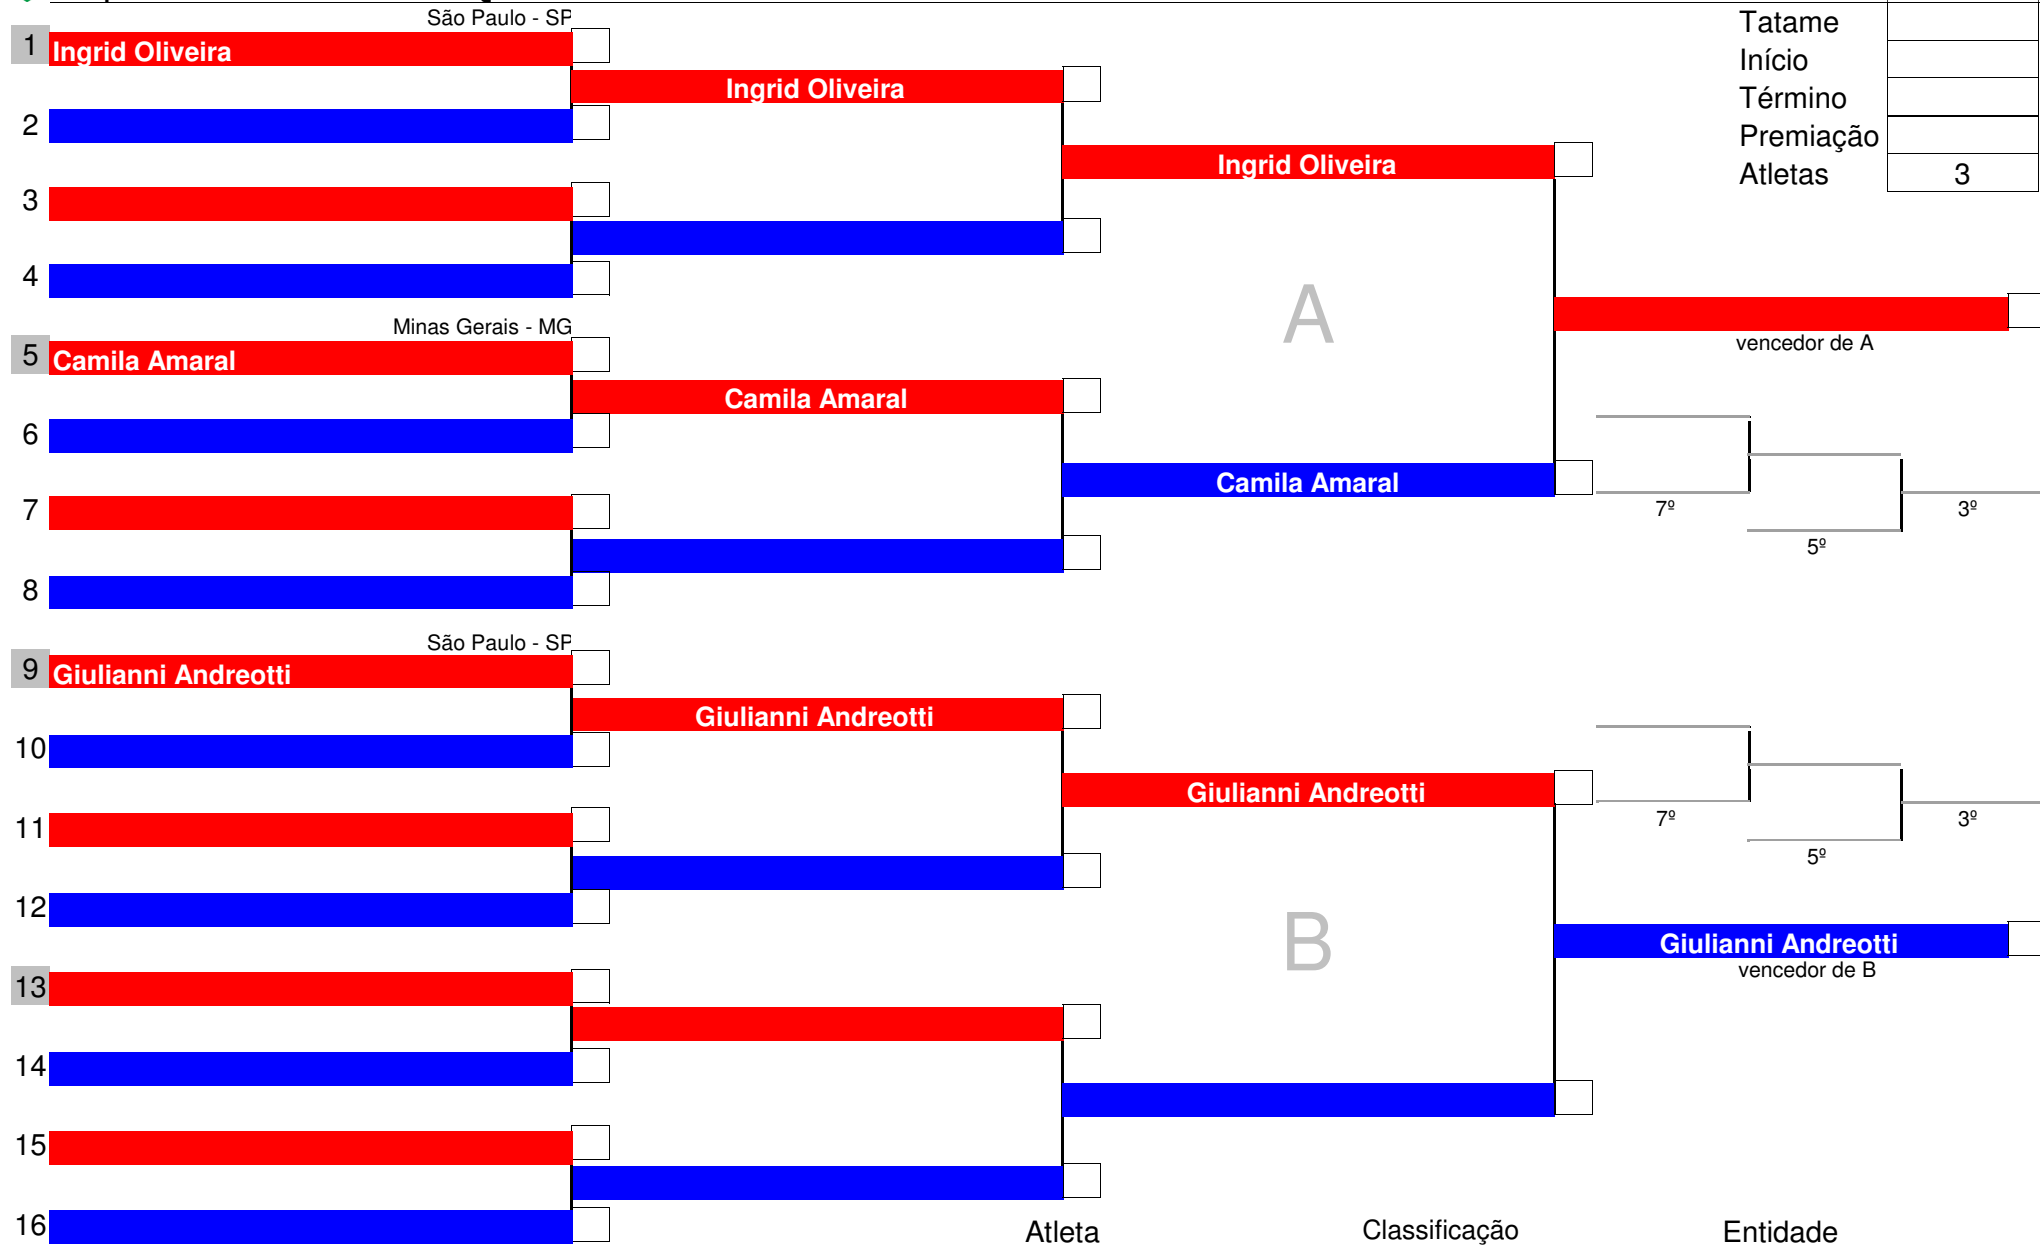 São Paulo - SP
Tatame
1 Ingrid Oliveira
Início
Ingrid Oliveira
Término
2
Premiação
Ingrid Oliveira
Atletas 3
3
4
A
Minas Gerais - MG
vencedor de A
5 Camila Amaral
Camila Amaral
6
Camila Amaral
7
7º 3º
5º
8
São Paulo - SP
9 Giulianni Andreotti
Giulianni Andreotti
10
Giulianni Andreotti
11
7º 3º
5º
12
B
Giulianni Andreotti
vencedor de B
13
14
15
16
Atleta Classificação Entidade